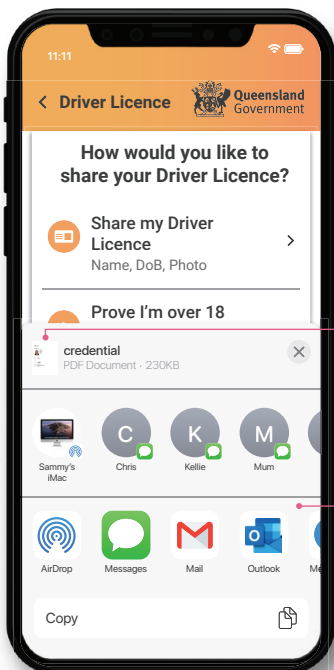 11:11
Driver Licence
Queensland
Government
How would you like to
share your Driver Licence?
Share my Driver
Licence
Name, DoB, Photo
Prove I'm over 18
credential
PDF Document · 230KB
C
K
M
Sammy's
iMac
Chris
Kellie
Mum
AirDrop
Messages
Mail
Outlook
Me
Copy